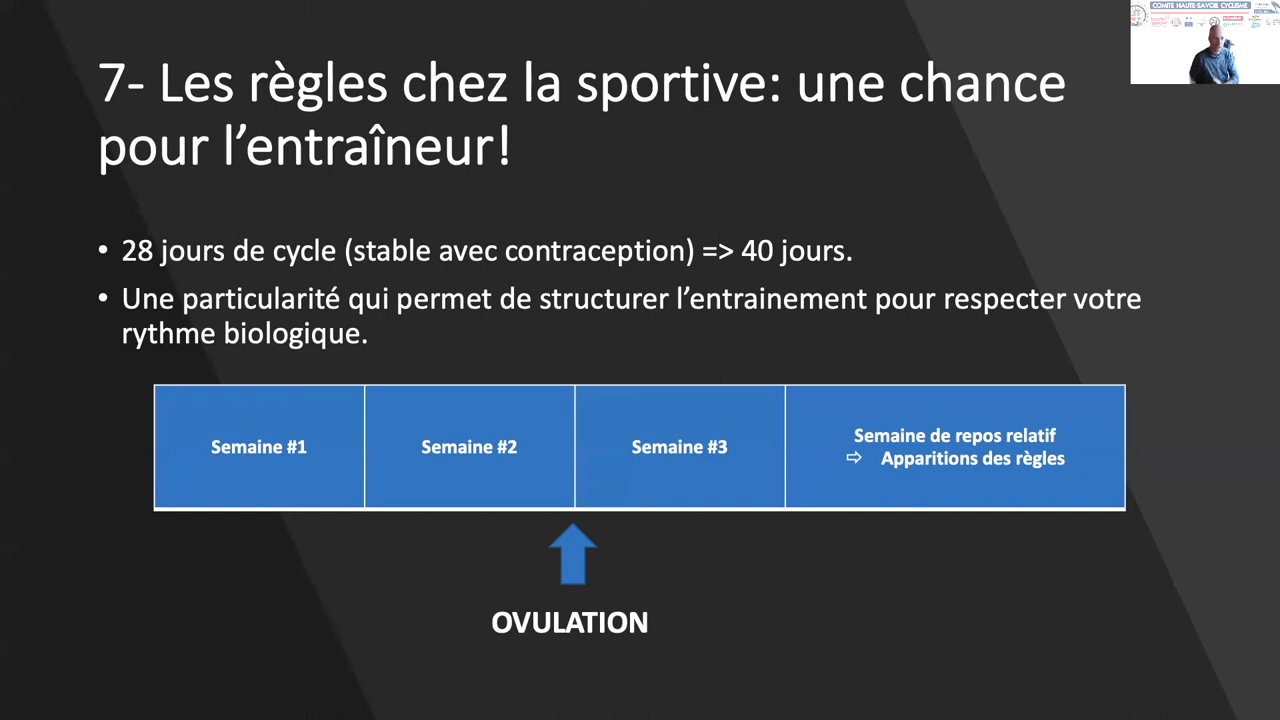 COMITE HAUTE-SAVOIE CYCLISME
7- Les règles chez la sportive: une chance
pour l’entraîneur!
• 28 jours de cycle (stable avec contraception) => 40 jours.
• Une particularité qui permet de structurer l’entrainement pour respecter votre
rythme biologique.
Semaine #1
Semaine #2
Semaine #3
Semaine de repos relatif
⇨ Apparitions des règles
OVULATION